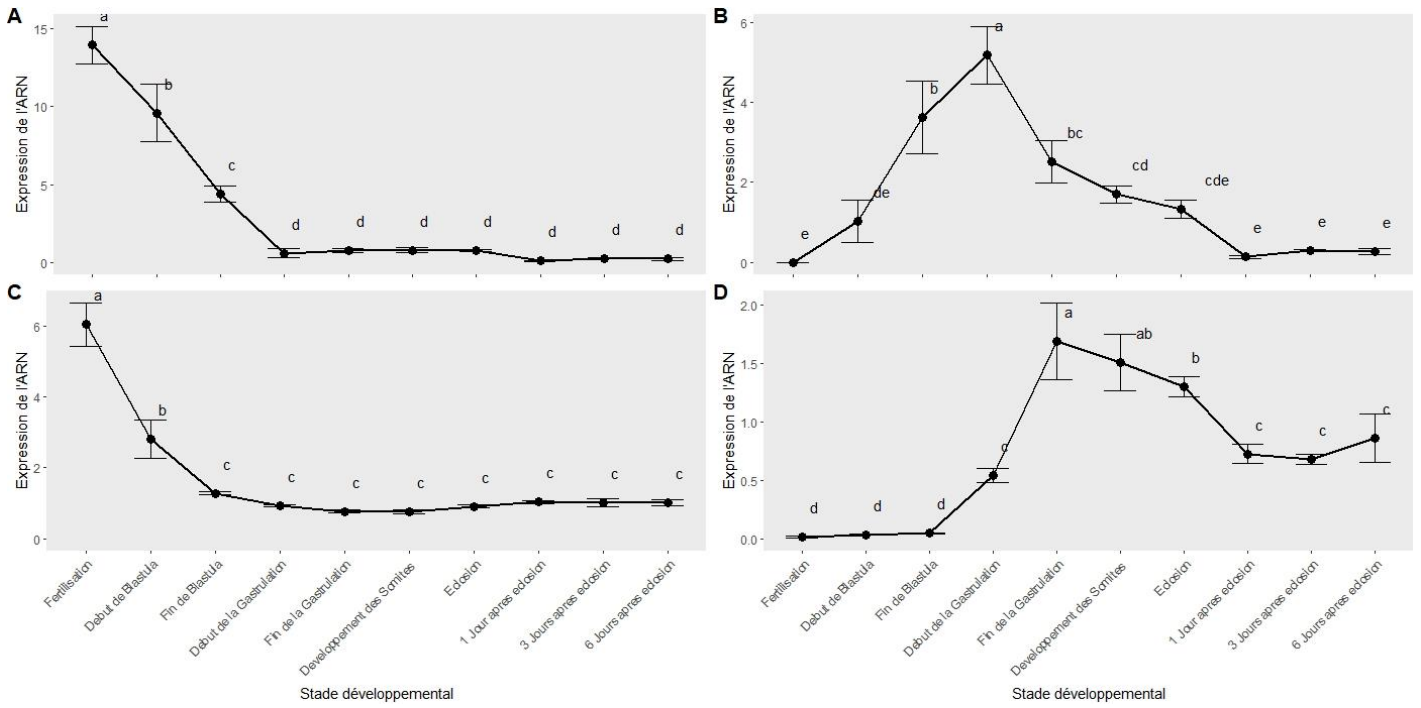 A
Expression de l'ARN
15
10
5
0
a
b
c
d
d
d
d
d
d
d
B
Expression de l'ARN
6
4
2
0
e
de
b
a
bc
cd
cde
e
e
e
C
Expression de l'ARN
6
4
2
0
a
b
c
c
c
c
c
c
c
c
Fertilisation
Debut de Blastula
Fin de Blastula
Debut de la Gastrulation
Fin de la Gastrulation
Developpement des Somites
Eclosion
1 Jour apres eclosion
3 Jours apres eclosion
6 Jours apres eclosion
Stade développemental
D
Expression de l'ARN
2.0
1.5
1.0
0.5
0.0
d
d
d
c
a
ab
b
c
c
c
Fertilisation
Debut de Blastula
Fin de Blastula
Debut de la Gastrulation
Fin de la Gastrulation
Developpement des Somites
Eclosion
1 Jour apres eclosion
3 Jours apres eclosion
6 Jours apres eclosion
Stade développemental